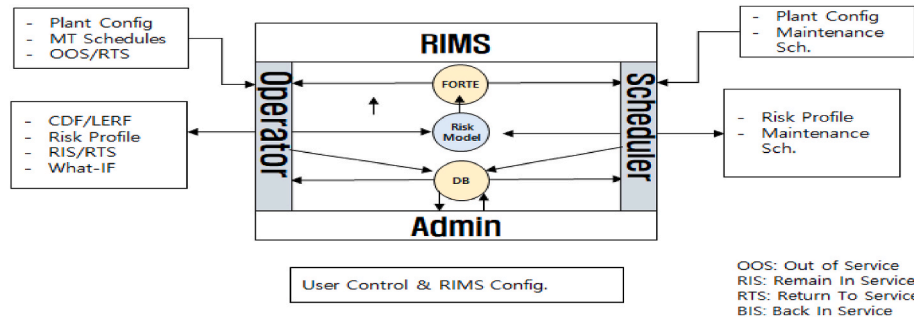 - Plant Config
- MT Schedules
- OOS/RTS
RIMS
- Plant Config
- Maintenance
Sch.
Operator
FORTE
Scheduler
- CDF/LERF
- Risk Profile
- RIS/RTS
- What-IF
Risk
Model
- Risk Profile
- Maintenance
Sch.
DB
Admin
User Control & RIMS Config.
OOS: Out of Service
RIS: Remain In Service
RTS: Return To Service
BIS: Back In Service